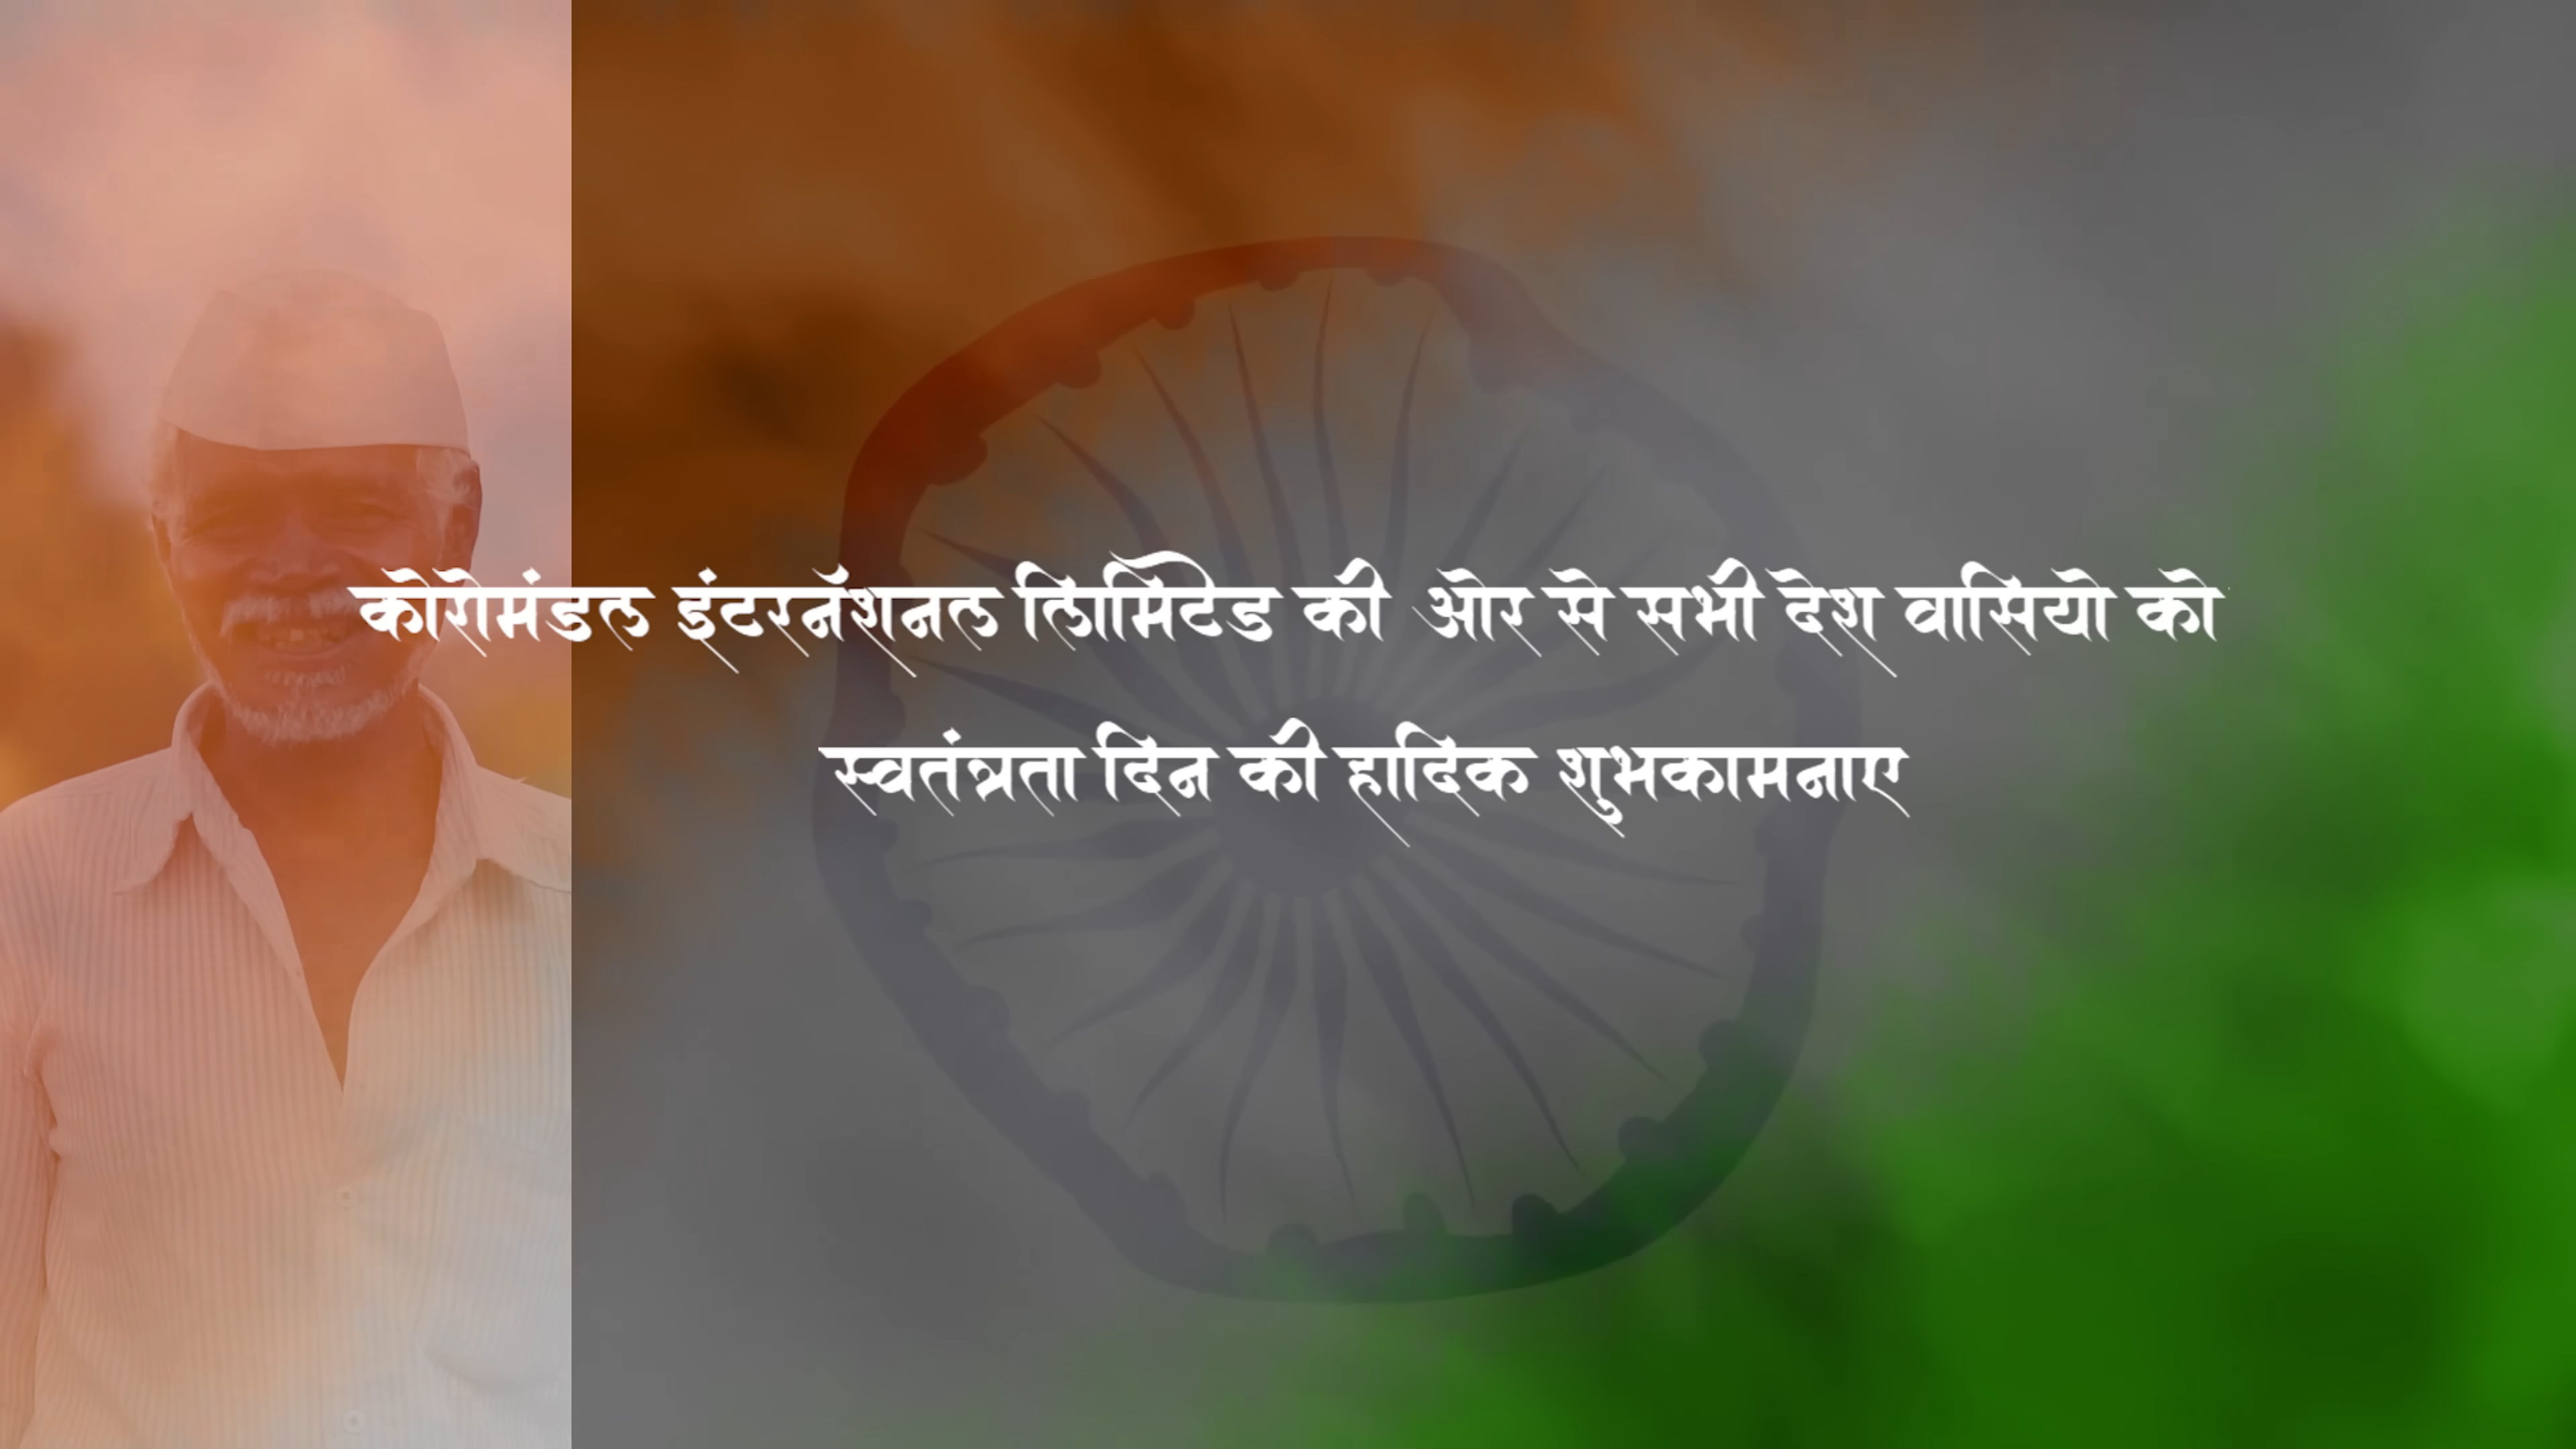 कोरोमंडल इंटरनॅशनल लिमिटेड की ओर से सभी देश वासियो को
स्वतंत्रता दिन की हादिक शुभकामनाए